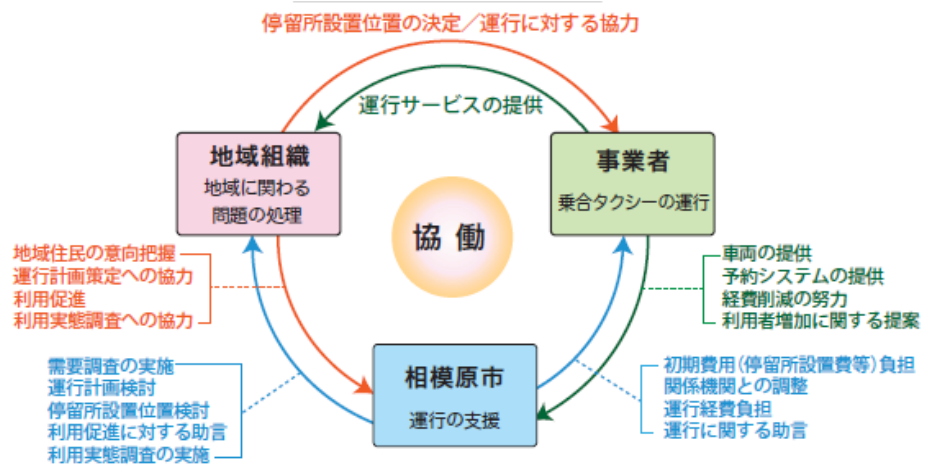 停留所設置位置の決定／運行に対する協力
運行サービスの提供
地域組織
地域に関わる
問題の処理
事業者
乗合タクシーの運行
協働
地域住民の意向把握
運行計画策定への協力
利用促進
利用実態調査への協力
車両の提供
予約システムの提供
経費削減の努力
利用者増加に関する提案
相模原市
運行の支援
需要調査の実施
運行計画検討
停留所設置位置検討
利用促進に対する助言
利用実態調査の実施
初期費用（停留所設置費等）負担
関係機関との調整
運行経費負担
運行に関する助言